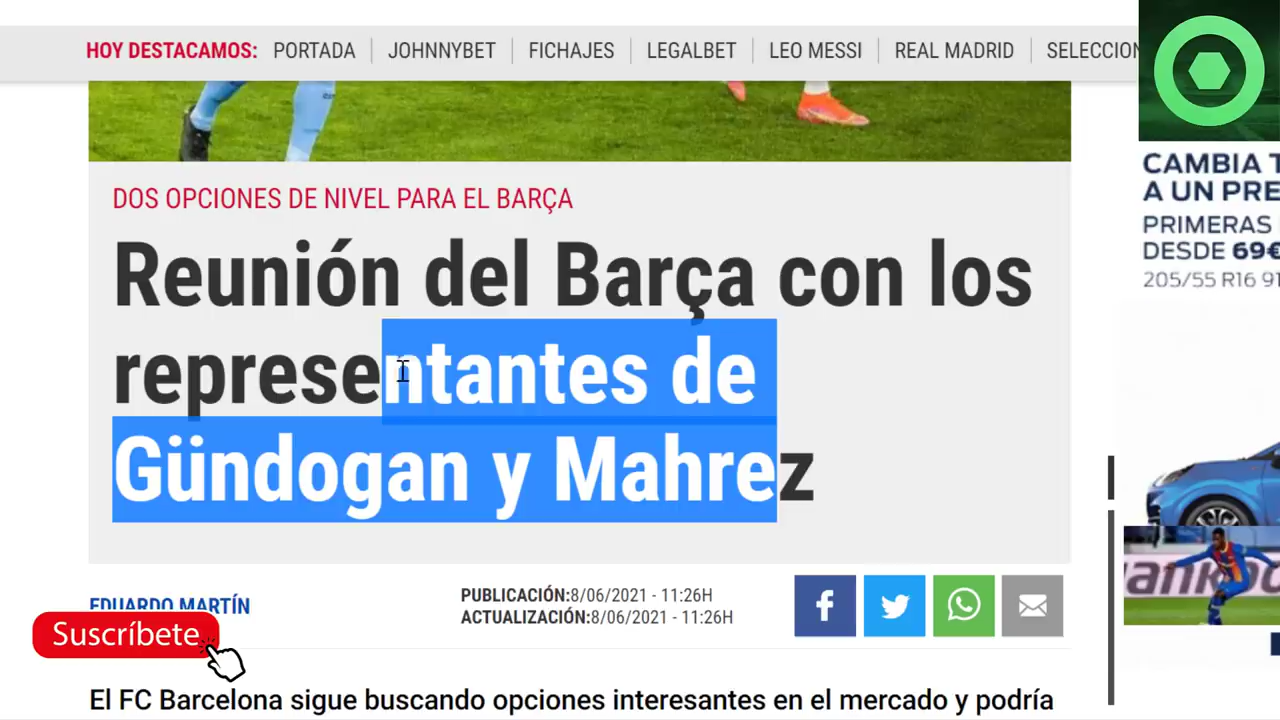 HOY DESTACAMOS: PORTADA JOHNNYBET FICHAJES LEGALBET LEO MESSI REAL MADRID SELECCION
DOS OPCIONES DE NIVEL PARA EL BARÇA
Reunión del Barça con los
representantes de
Gündogan y Mahrez
EDUARDO MARTÍN
PUBLICACIÓN:8/06/2021 - 11:26H
ACTUALIZACIÓN:8/06/2021 - 11:26H
Suscríbete
El FC Barcelona sigue buscando opciones interesantes en el mercado y podría
CAMBIA T
A UN PRE
PRIMERAS
DESDE 69€
205/55 R16 91